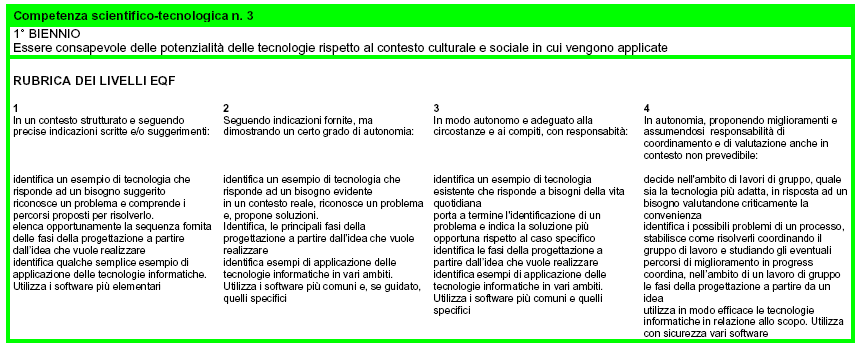 Competenza scientifico-tecnologica n. 3
1° BIENNIO
Essere consapevole delle potenzialità delle tecnologie rispetto al contesto culturale e sociale in cui vengono applicate
RUBRICA DEI LIVELLI EQF
1
In un contesto strutturato e seguendo
precise indicazioni scritte e/o suggerimenti:
identifica un esempio di tecnologia che
risponde ad un bisogno suggerito
riconosce un problema e comprende i
percorsi proposti per risolverlo.
elenca opportunamente la sequenza fornita
delle fasi della progettazione a partire
dall'idea che vuole realizzare
identifica qualche semplice esempio di
applicazione delle tecnologie informatiche.
Utilizza i software più elementari
2
Seguendo indicazioni fornite, ma
dimostrando un certo grado di autonomia:
identifica un esempio di tecnologia che
risponde ad un bisogno evidente
in un contesto reale, riconosce un problema
e, propone soluzioni.
Identifica, le principali fasi della
progettazione a partire dall'idea che vuole
realizzare
identifica esempi di applicazione delle
tecnologie informatiche in vari ambiti.
Utilizza i software più comuni e, se guidato,
quelli specifici
3
In modo autonomo e adeguato alla
circostanze e ai compiti, con responsabità:
identifica un esempio di tecnologia
esistente che risponde a bisogni della vita
quotidiana
porta a termine l'identificazione di un
problema e indica la soluzione più
opportuna rispetto al caso specifico
identifica le fasi della progettazione a
partire dall'idea che vuole realizzare
identifica esempi di applicazione delle
tecnologie informatiche in vari ambiti.
Utilizza i software più comuni e quelli
specifici
4
In autonomia, proponendo miglioramenti e
assumendosi responsabilità di
coordinamento e di valutazione anche in
contesto non prevedibile:
decide nell'ambito di lavori di gruppo, quale
sia la tecnologia più adatta, in risposta ad un
bisogno valutandone criticamente la
convenienza
identifica i possibili problemi di un processo,
stabilisce come risolverli coordinando il
gruppo di lavoro e studiando gli eventuali
percorsi di miglioramento in progress
coordina, nell'ambito di un lavoro di gruppo
le fasi della progettazione a partire da un
idea
utilizza in modo efficace le tecnologie
informatiche in relazione allo scopo. Utilizza
con sicurezza vari software